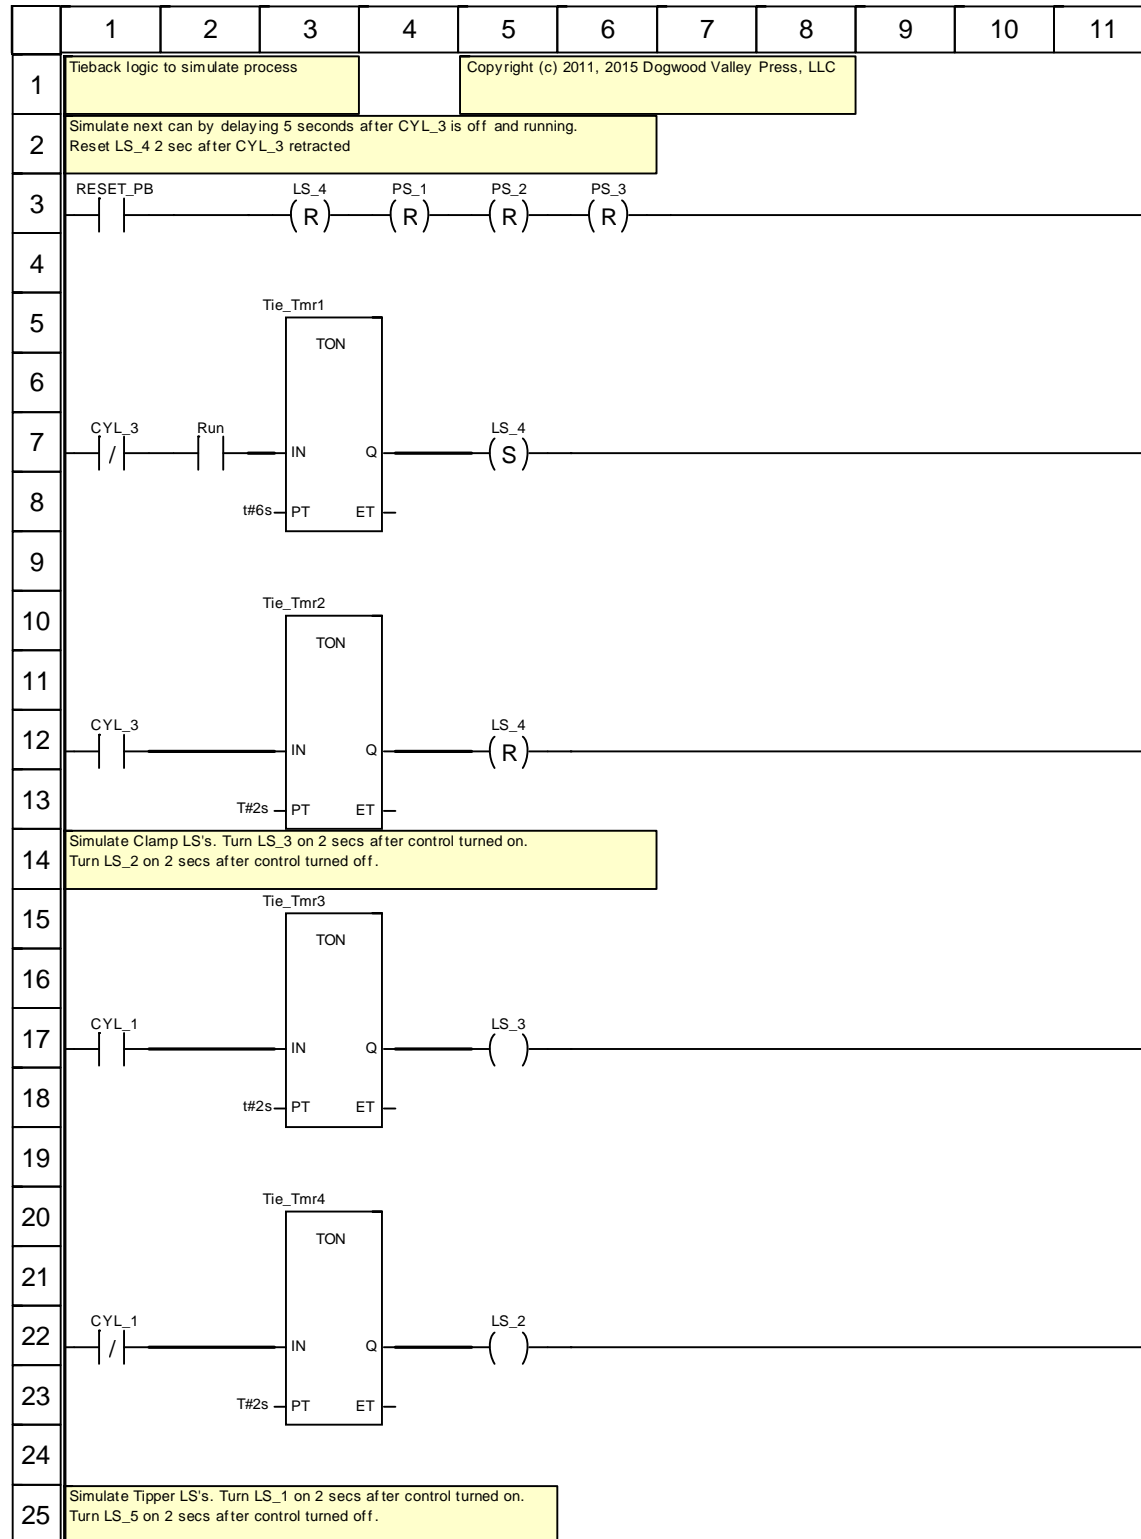 1 2 3 4 5 6 7 8 9 10 11
1
Tieback logic to simulate process
Copyright (c) 2011, 2015 Dogwood Valley Press, LLC
2
Simulate next can by delaying 5 seconds after CYL_3 is off and running.
Reset LS_4 2 sec after CYL_3 retracted
3
RESET_PB LS_4 PS_1 PS_2 PS_3
R R R R
4
5
Tie_Tmr1
TON
6
7
CYL_3 Run LS_4
/ IN Q S
8
t#6s PT ET
9
10
Tie_Tmr2
TON
11
12
CYL_3 LS_4
IN Q R
13
T#2s PT ET
14
Simulate Clamp LS's. Turn LS_3 on 2 secs after control turned on.
Turn LS_2 on 2 secs after control turned off.
15
Tie_Tmr3
TON
16
17
CYL_1 LS_3
IN Q
18
t#2s PT ET
19
20
Tie_Tmr4
TON
21
22
CYL_1 LS_2
/ IN Q
23
T#2s PT ET
24
25
Simulate Tipper LS's. Turn LS_1 on 2 secs after control turned on.
Turn LS_5 on 2 secs after control turned off.